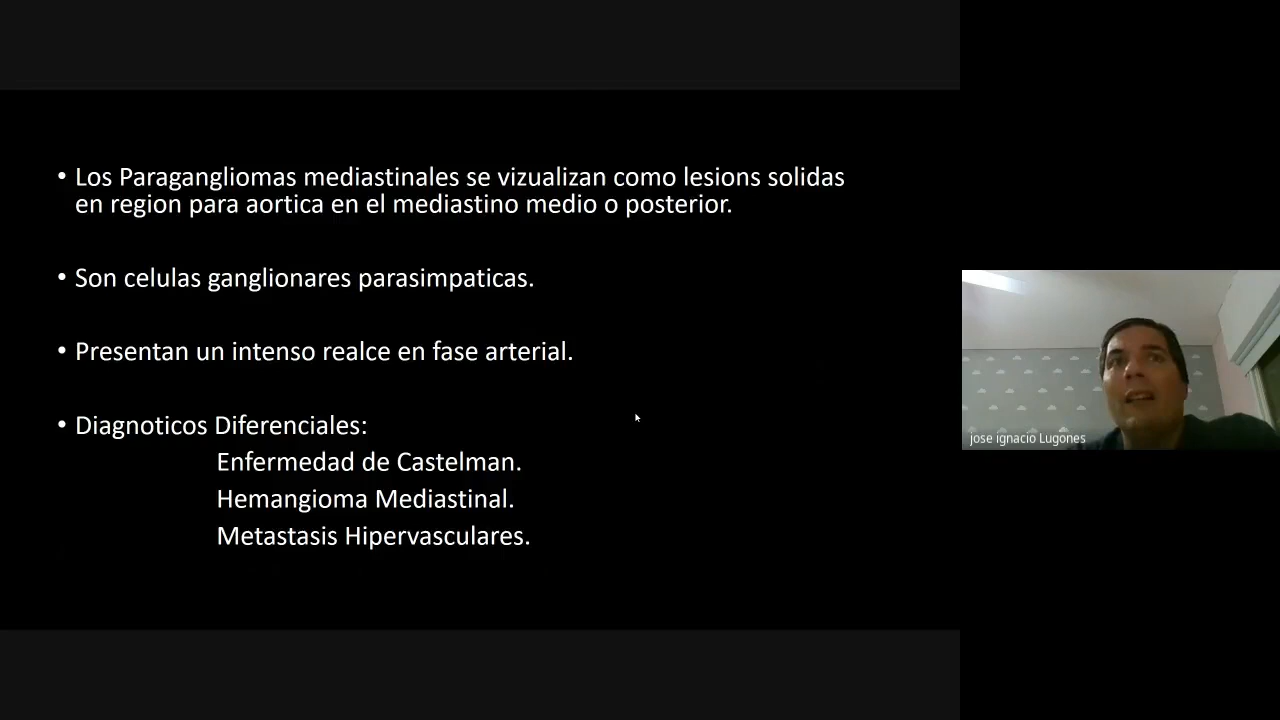 • Los Paragangliomas mediastinales se vizualizan como lesions solidas
en region para aortica en el mediastino medio o posterior.
• Son celulas ganglionares parasimpaticas.
• Presentan un intenso realce en fase arterial.
• Diagnoticos Diferenciales:
Enfermedad de Castelman.
Hemangioma Mediastinal.
Metastasis Hipervasculares.
jose ignacio Lugones